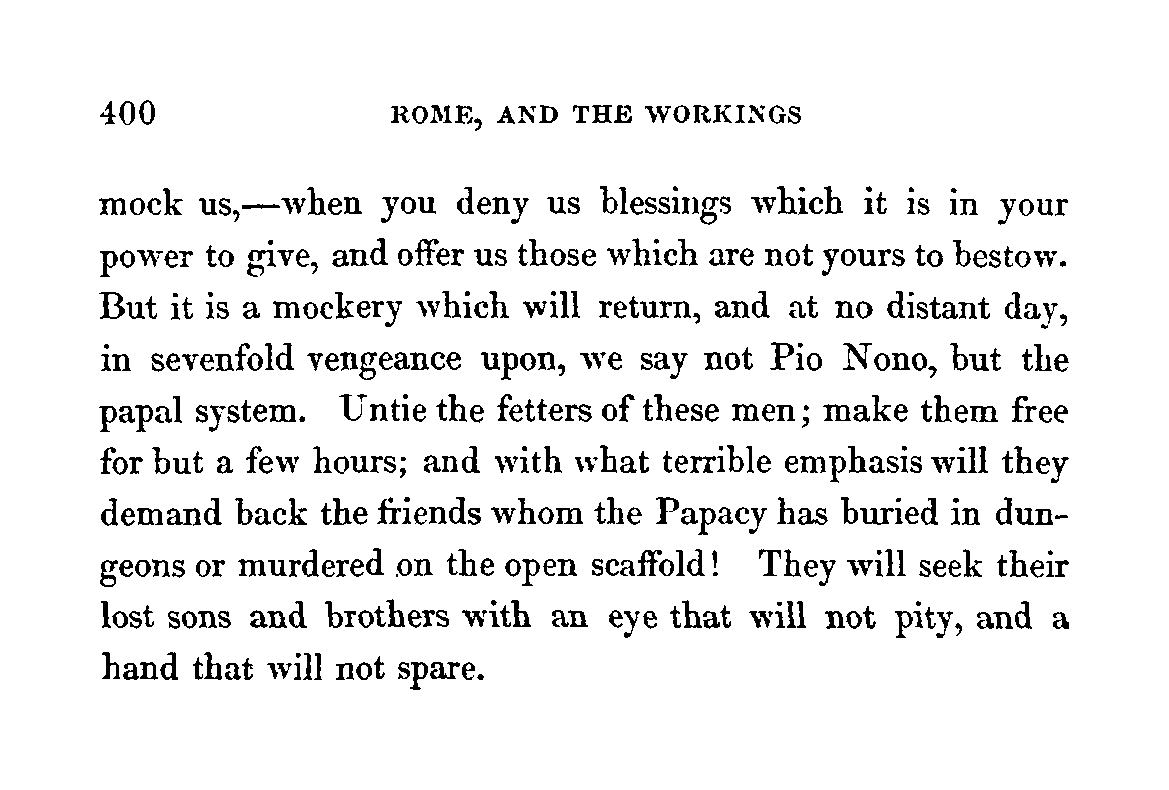 400 ROME, AND THE WORKINGS
mock us,—when you deny us blessings which it is in your
power to give, and offer us those which are not yours to bestow.
But it is a mockery which will return, and at no distant day,
in sevenfold vengeance upon, we say not Pio Nono, but the
papal system. Untie the fetters of these men; make them free
for but a few hours; and with what terrible emphasis will they
demand back the friends whom the Papacy has buried in dun-
geons or murdered on the open scaffold! They will seek their
lost sons and brothers with an eye that will not pity, and a
hand that will not spare.